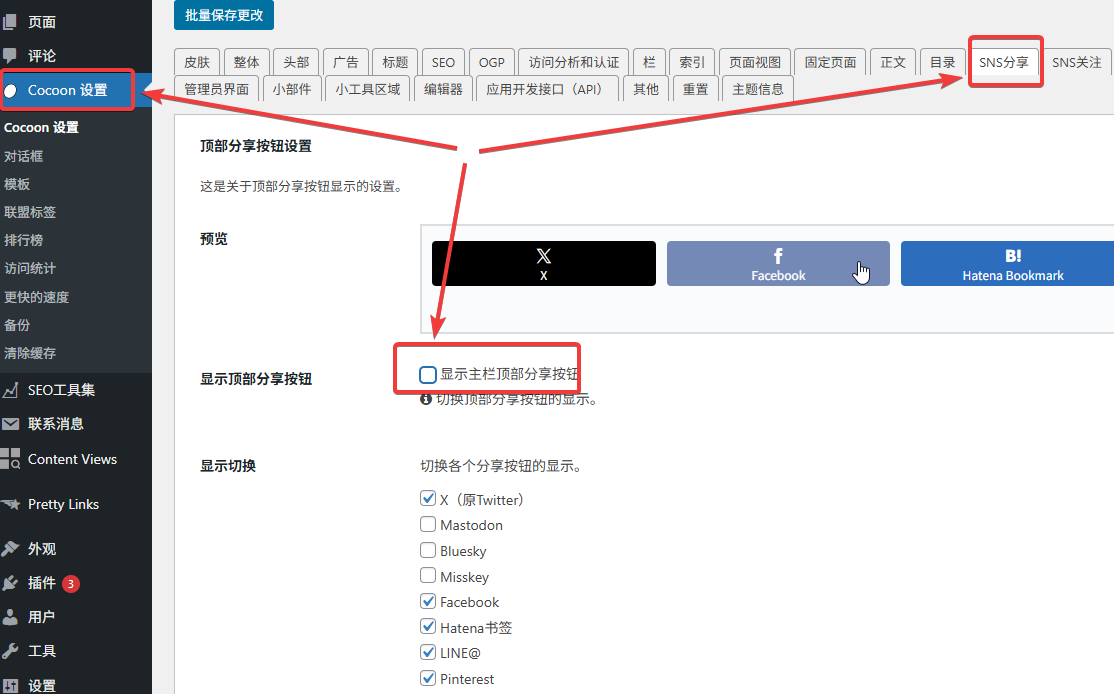 页面
评论
Cocoon 设置
Cocoon 设置
对话框
模板
联盟标签
排行榜
访问统计
更快的速度
备份
清除缓存
SEO工具集
联系消息
Content Views
Pretty Links
外观
插件 3
用户
工具
设置
批量保存更改
皮肤 整体 头部 广告 标题 SEO OGP 访问分析和认证 栏 索引 页面视图 固定页面 正文 目录 SNS分享 SNS关注
管理员界面 小部件 小工具区域 编辑器 应用开发接口（API） 其他 重置 主题信息
顶部分享按钮设置
这是关于顶部分享按钮显示的设置。
预览
X
Facebook
B!
Hatena Bookmark
显示顶部分享按钮
显示主栏顶部分享按钮
切换顶部分享按钮的显示。
显示切换
切换各个分享按钮的显示。
X（原Twitter）
Mastodon
Bluesky
Misskey
Facebook
Hatena书签
LINE@
Pinterest